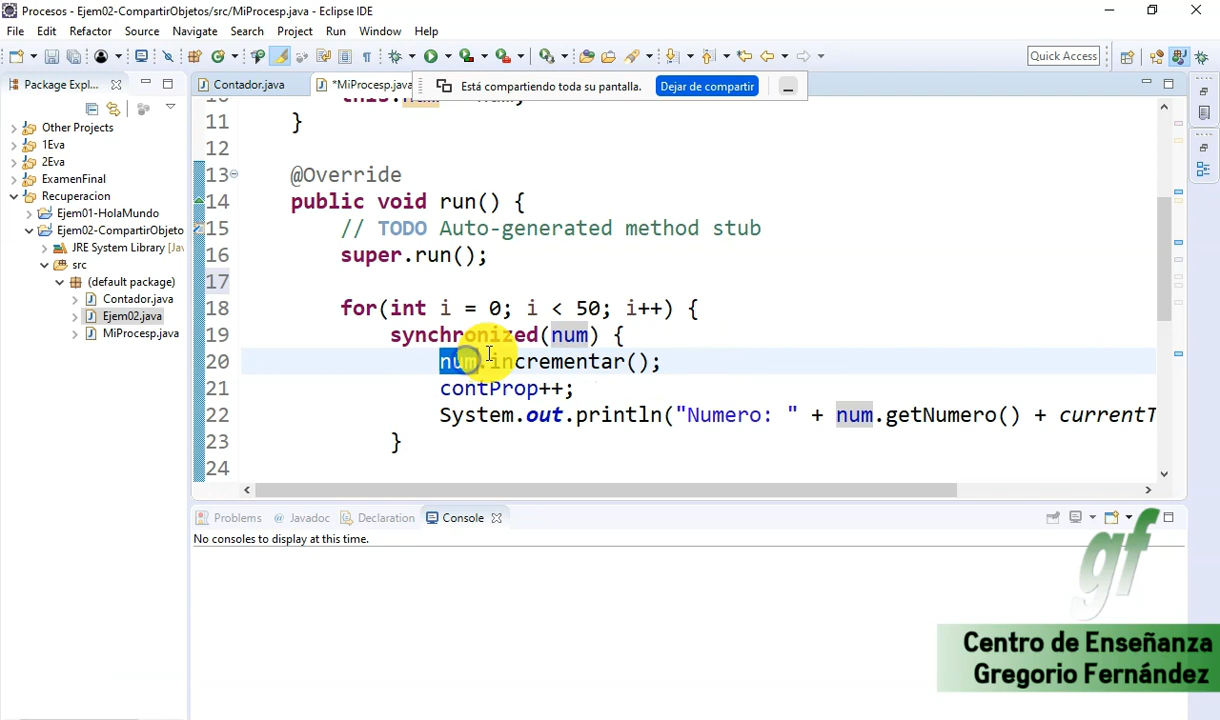 Procesos - Ejem02-CompartirObjetos/src/MiProcesp.java - Eclipse IDE
File Edit Refactor Source Navigate Search Project Run Window Help
Quick Access
Package Expl...
Contador.java
*MiProcesp.java
Está compartiendo toda su pantalla.
Dejar de compartir
Other Projects
1Eva
2Eva
ExamenFinal
Recuperacion
Ejem01-HolaMundo
Ejem02-CompartirObjeto
JRE System Library [Jav
src
(default package)
Contador.java
Ejem02.java
MiProcesp.java
11 }
12
13 @Override
14 public void run() {
15 // TODO Auto-generated method stub
16 super.run();
17
18 for(int i = 0; i < 50; i++) {
19 synchronized(num) {
20 num.incrementar();
21 contProp++;
22 System.out.println("Numero: " + num.getNumero() + currentT
23 }
24
Problems Javadoc Declaration Console
No consoles to display at this time.
gf
Centro de Enseñanza
Gregorio Fernández